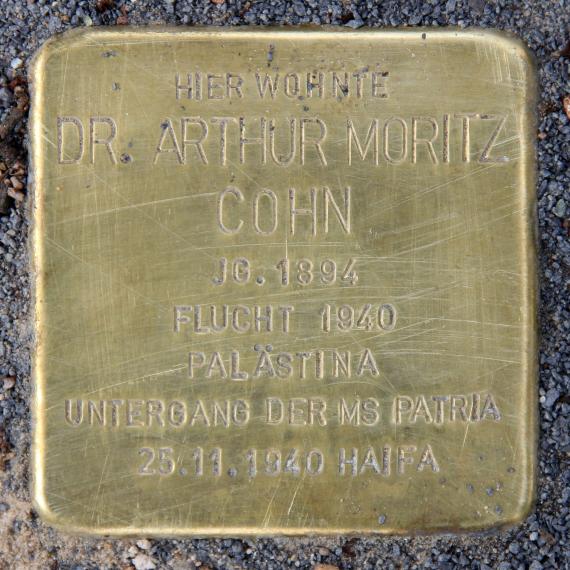 HIER WOHNTE
DR. ARTHUR MORITZ
COHN
JG. 1894
FLUCHT 1940
PALÄSTINA
UNTERGANG DER MS PATRIA
25.11.1940 HAIFA